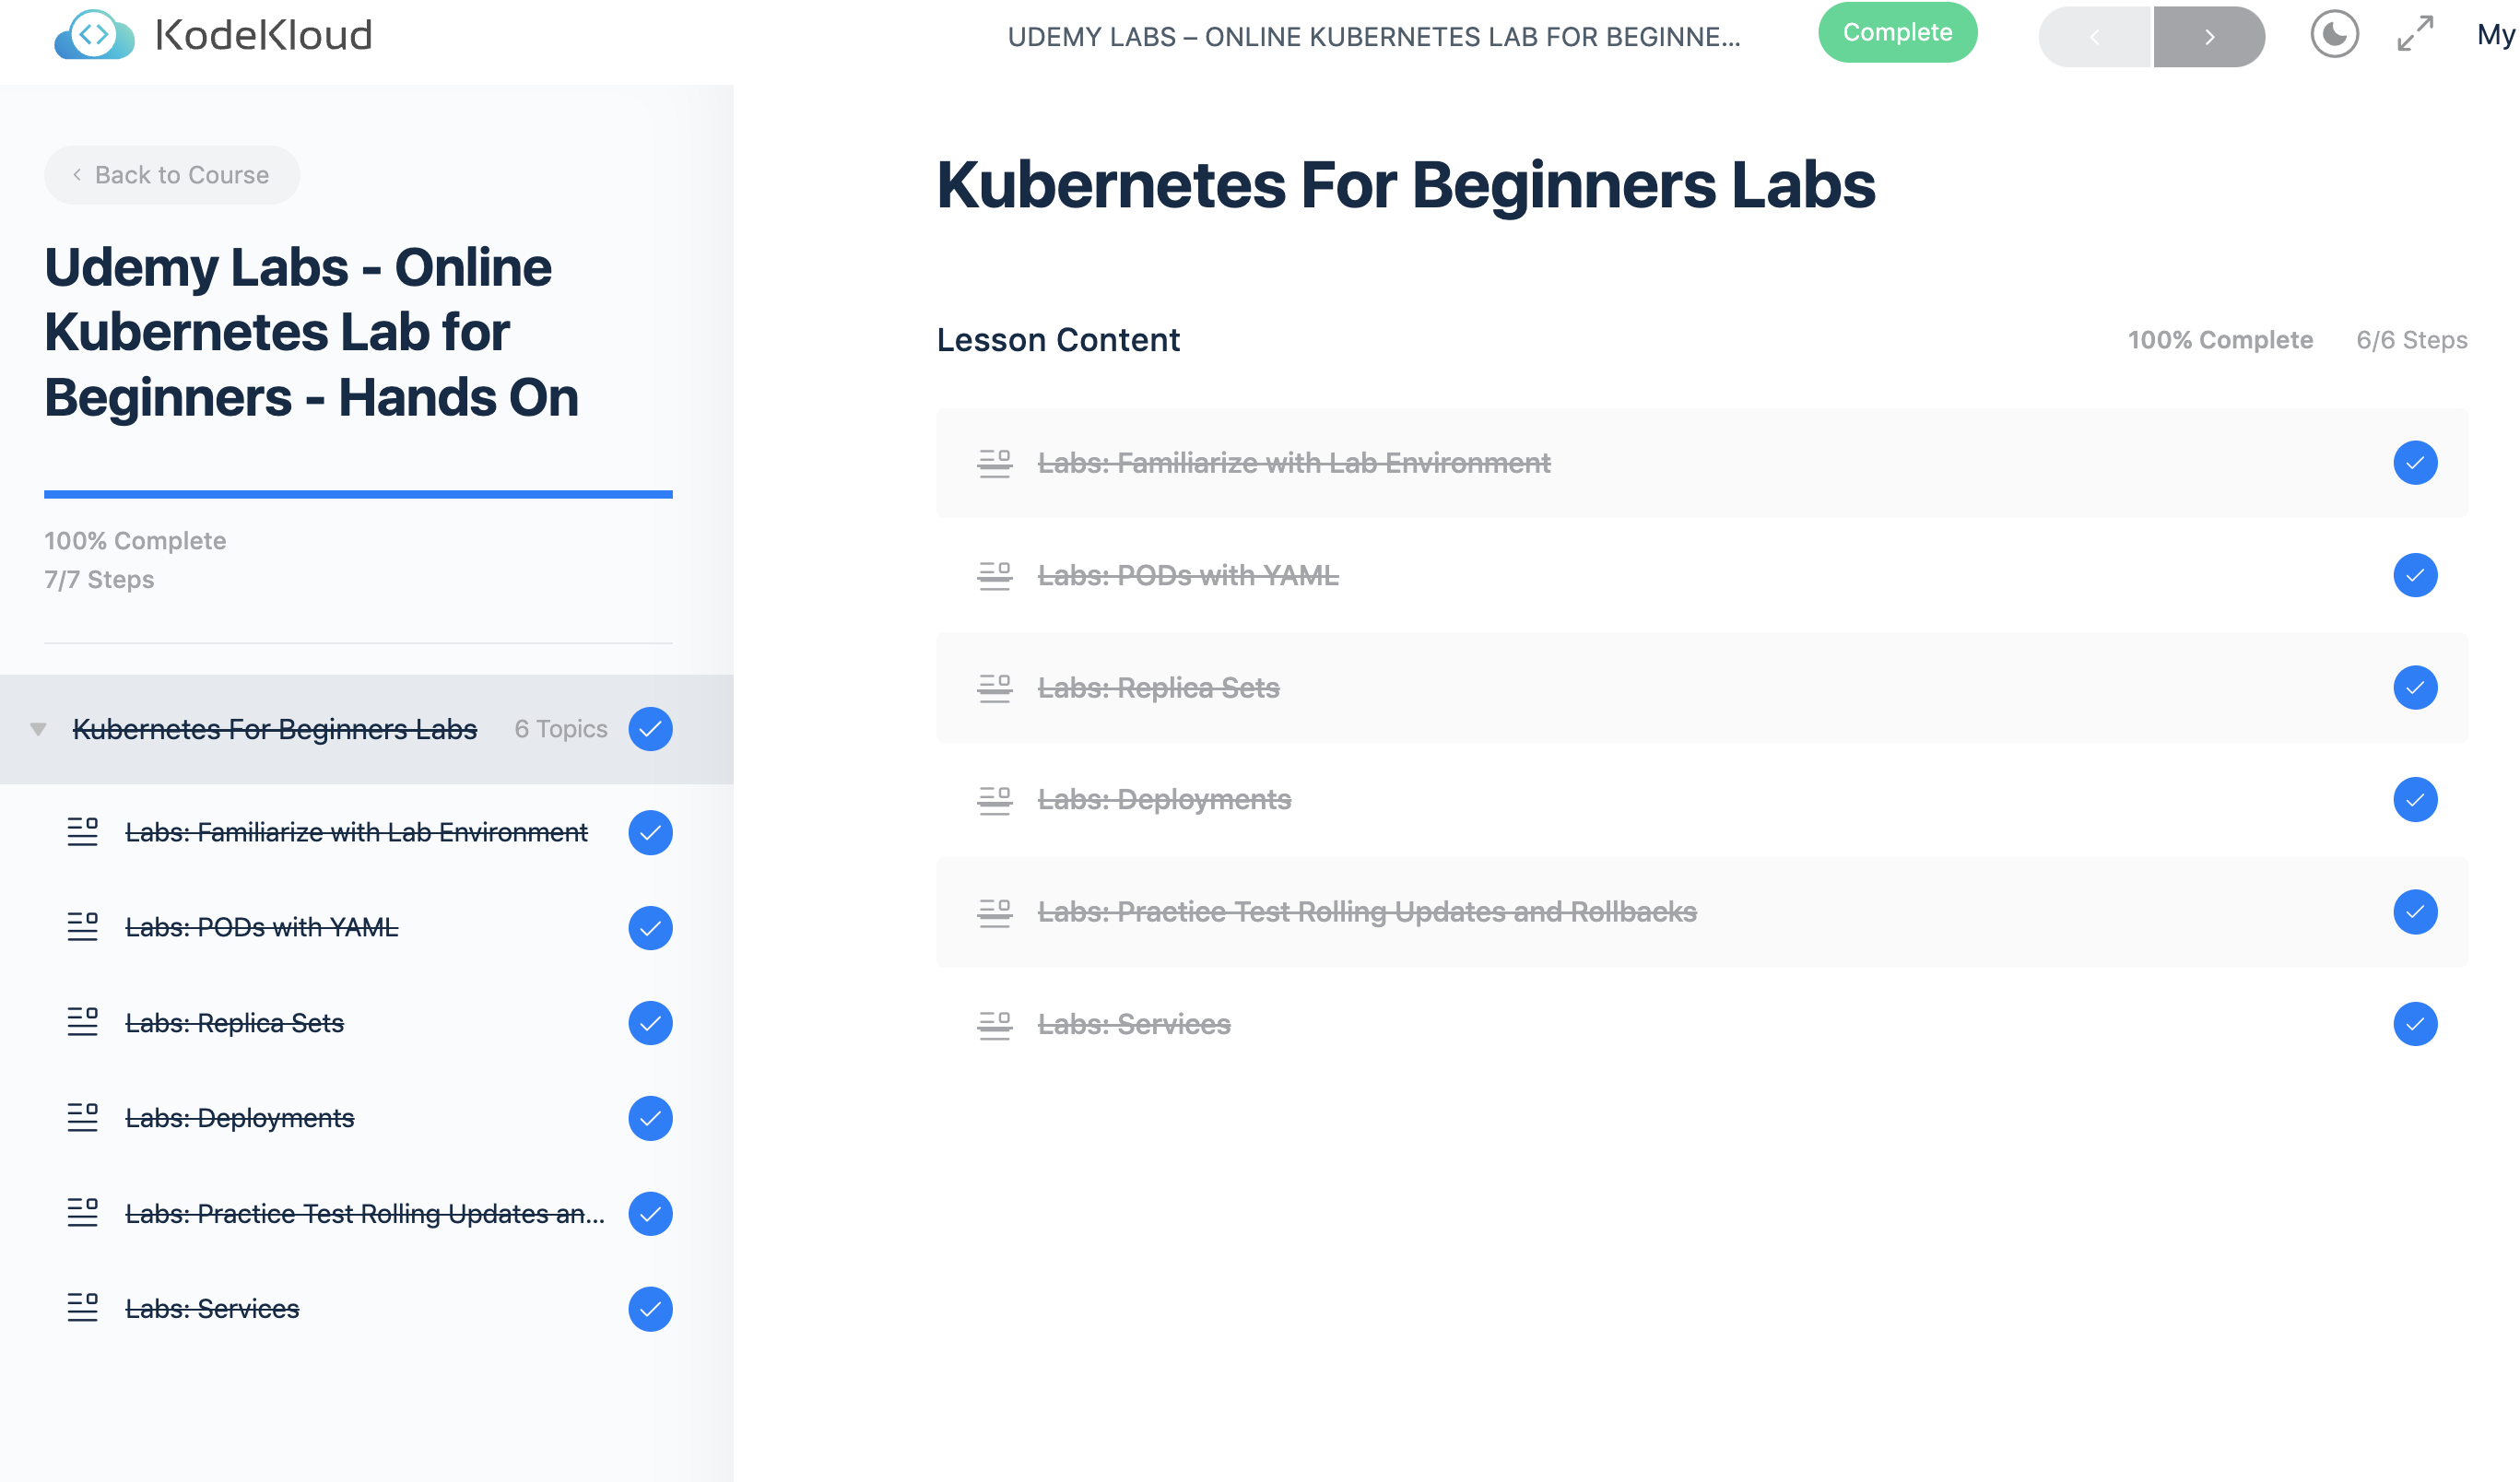 KodeKloud
UDEMY LABS – ONLINE KUBERNETES LAB FOR BEGINNE...
Complete
My
Back to Course
Udemy Labs - Online
Kubernetes Lab for
Beginners - Hands On
100% Complete
7/7 Steps
Kubernetes For Beginners Labs 6 Topics
Labs: Familiarize with Lab Environment
Labs: PODs with YAML
Labs: Replica Sets
Labs: Deployments
Labs: Practice Test Rolling Updates an...
Labs: Services
Kubernetes For Beginners Labs
Lesson Content 100% Complete 6/6 Steps
Labs: Familiarize with Lab Environment
Labs: PODs with YAML
Labs: Replica Sets
Labs: Deployments
Labs: Practice Test Rolling Updates and Rollbacks
Labs: Services